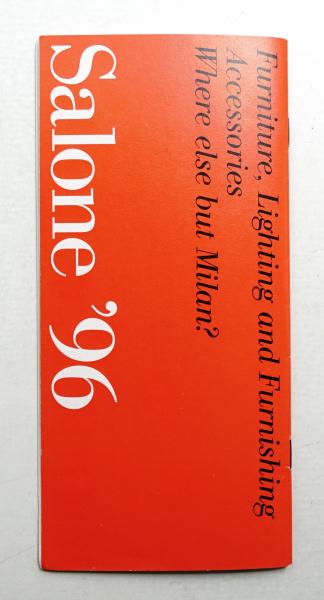 Furniture, Lighting and Furnishing
Accessories
Where else but Milan?
Salone ’96